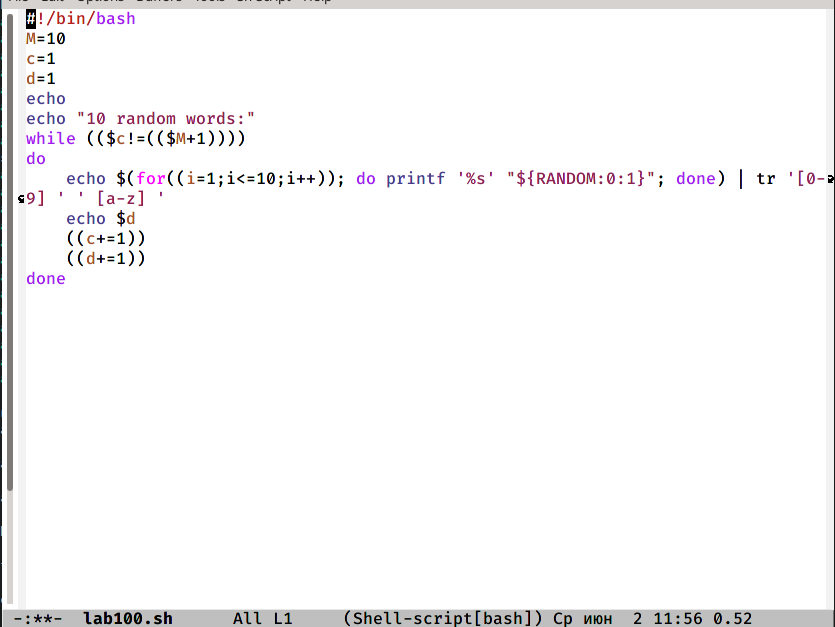 #!/bin/bash
M=10
c=1
d=1
echo
echo "10 random words:"
while (($c!=(($M+1))))
do
    echo $(for((i=1;i<=10;i++)); do printf '%s' "${RANDOM:0:1}"; done) | tr '[0-
9] ' ' [a-z] '
    echo $d
    ((c+=1))
    ((d+=1))
done
-:**-  lab100.sh      All L1     (Shell-script[bash]) Ср июн  2 11:56 0.52